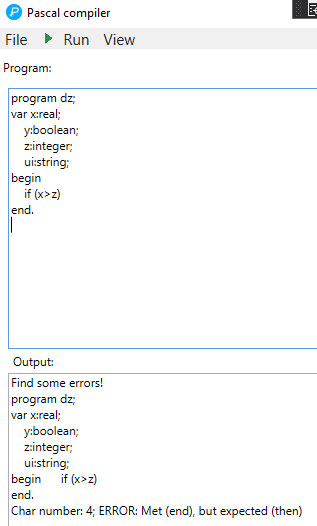 Pascal compiler
File Run View
Program:
program dz;
var x:real;
y:boolean;
z:integer;
ui:string;
begin
if (x>z)
end.
Output:
Find some errors!
program dz;
var x:real;
y:boolean;
z:integer;
ui:string;
begin if (x>z)
end.
Char number: 4; ERROR: Met (end), but expected (then)